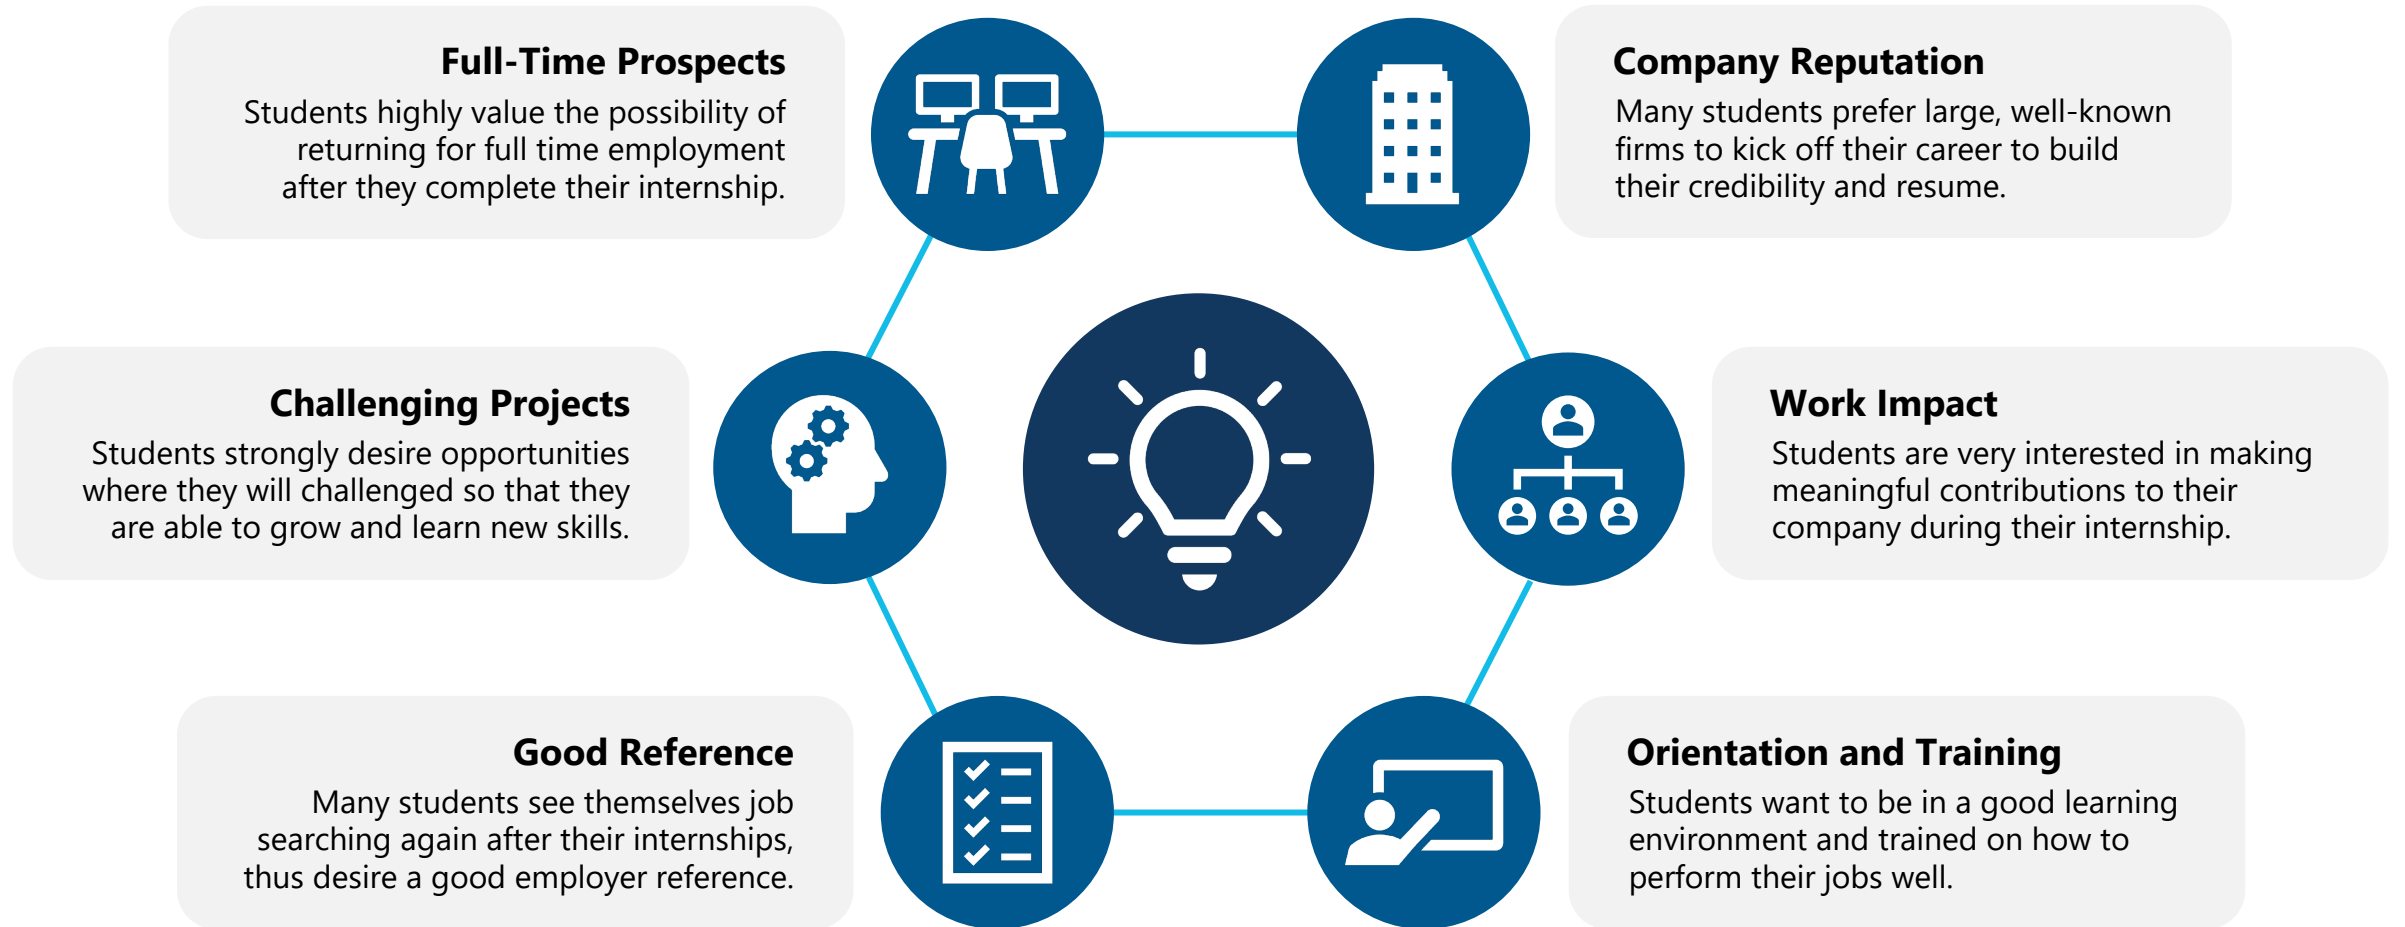 Full-Time Prospects
Students highly value the possibility of
returning for full time employment
after they complete their internship.
Company Reputation
Many students prefer large, well-known
firms to kick off their career to build
their credibility and resume.
Challenging Projects
Students strongly desire opportunities
where they will challenged so that they
are able to grow and learn new skills.
Work Impact
Students are very interested in making
meaningful contributions to their
company during their internship.
Good Reference
Many students see themselves job
searching again after their internships,
thus desire a good employer reference.
Orientation and Training
Students want to be in a good learning
environment and trained on how to
perform their jobs well.